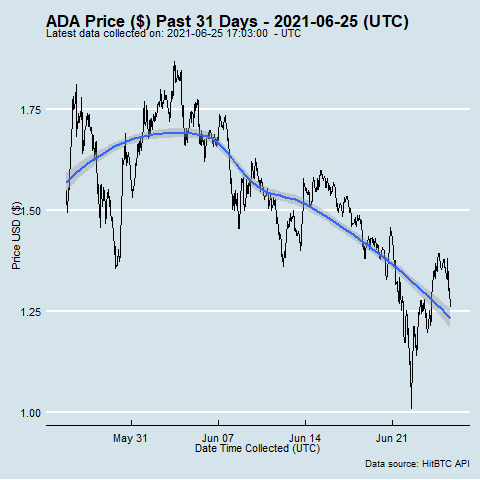 ADA Price ($) Past 31 Days - 2021-06-25 (UTC)
Latest data collected on: 2021-06-25 17:03:00  - UTC
Price USD ($)
1.75
1.50
1.25
1.00
May 31 Jun 07 Jun 14 Jun 21
Date Time Collected (UTC)
Data source: HitBTC API